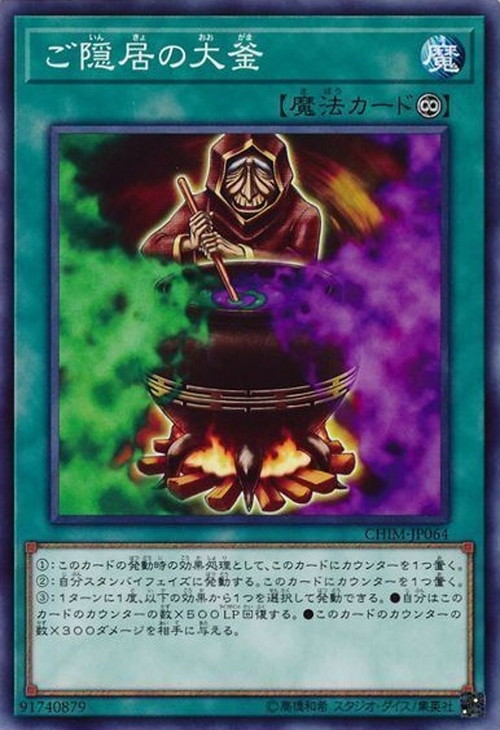 ご隠居の大釜
魔
【魔法カード∞】
CHIM-JP064
①:このカードの発動時の効果処理として、このカードにカウンターを1つ置く。
②:自分スタンバイフェイズに発動する。このカードにカウンターを1つ置く。
③:1ターンに1度、以下の効果から1つを選択して発動できる。●自分はこ
のカードのカウンターの数×500LP回復する。●このカードのカウンターの
数×300ダメージを相手に与える。
91740879
©高橋和希 スタジオ・ダイス/集英社